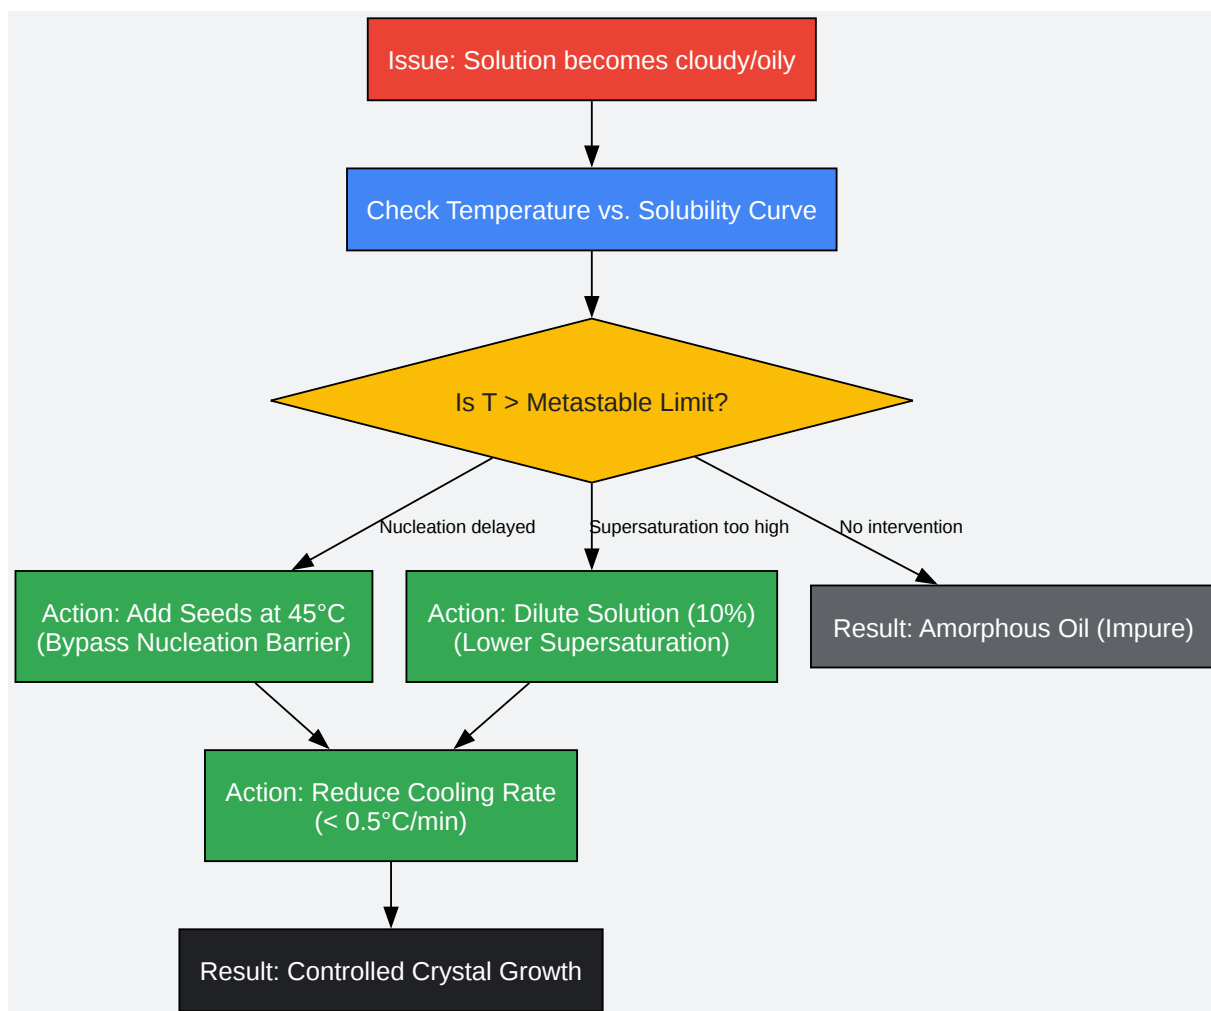 Issue: Solution becomes cloudy/oily
Check Temperature vs. Solubility Curve
Is T > Metastable Limit?
Nucleation delayed
Supersaturation too high
No intervention
Action: Add Seeds at 45°C
(Bypass Nucleation Barrier)
Action: Dilute Solution (10%)
(Lower Supersaturation)
Result: Amorphous Oil (Impure)
Action: Reduce Cooling Rate
(< 0.5°C/min)
Result: Controlled Crystal Growth